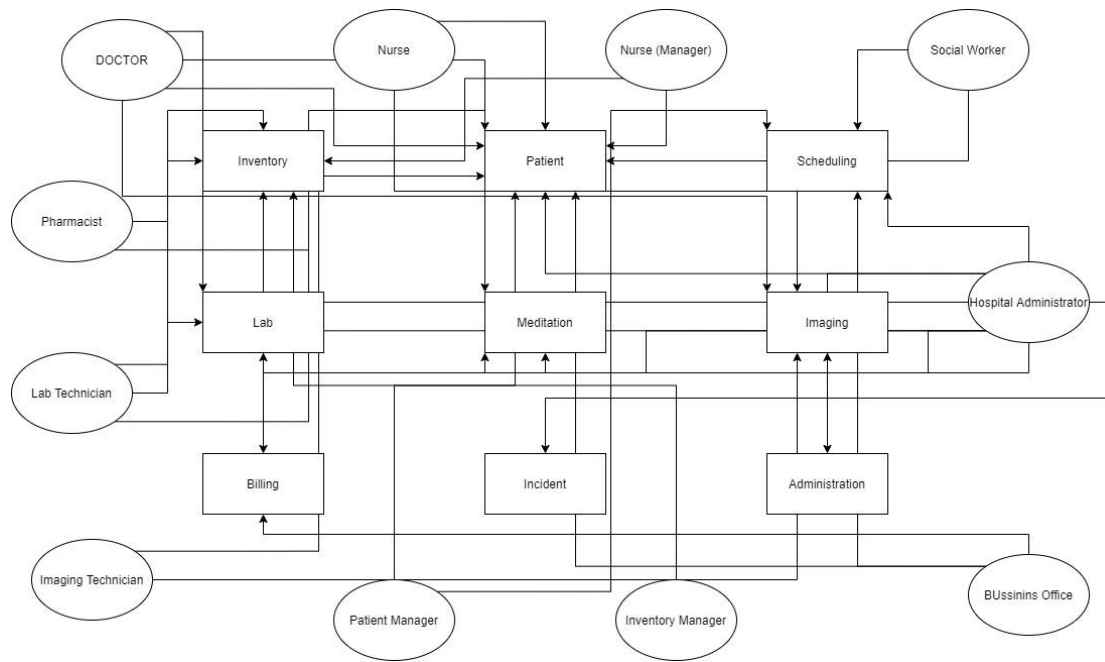 DOCTOR
Nurse
Nurse (Manager)
Social Worker
Inventory
Patient
Scheduling
Pharmacist
Lab
Meditation
Imaging
Hospital Administrator
Lab Technician
Billing
Incident
Administration
Imaging Technician
Patient Manager
Inventory Manager
BUssinins Office